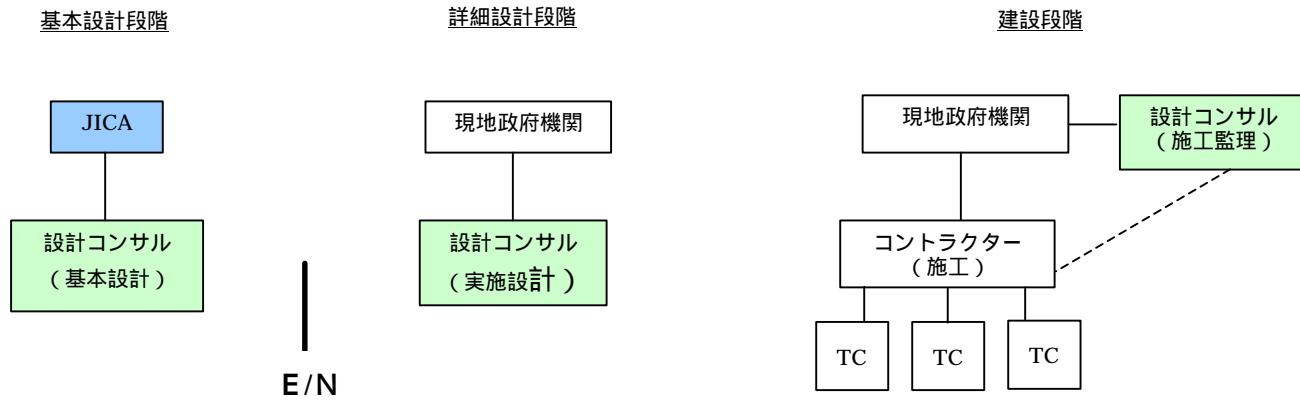 基本設計段階
詳細設計段階
建設段階
JICA
設計コンサル
（基本設計）
E/N
現地政府機関
設計コンサル
（実施設計）
現地政府機関
設計コンサル
（施工監理）
コントラクター
（施工）
TC
TC
TC